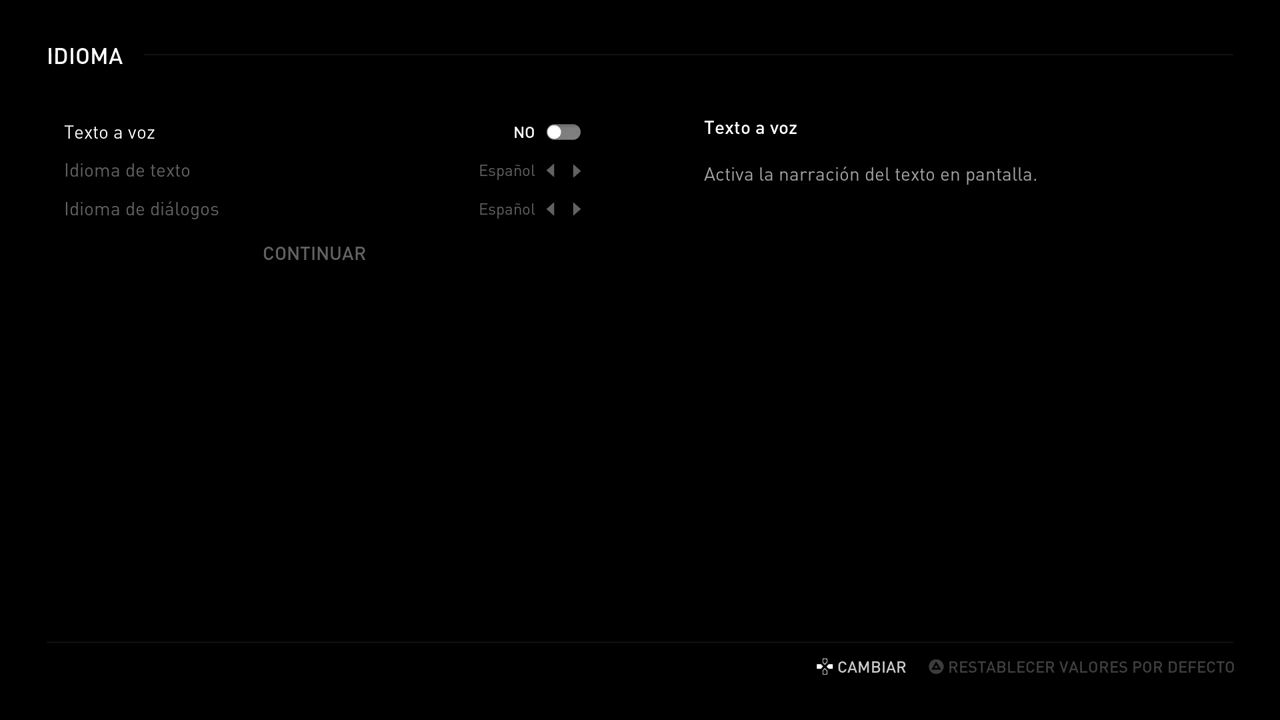 IDIOMA
Texto a voz NO
Idioma de texto Español
Idioma de diálogos Español
CONTINUAR
Texto a voz
Activa la narración del texto en pantalla.
CAMBIAR RESTABLECER VALORES POR DEFECTO